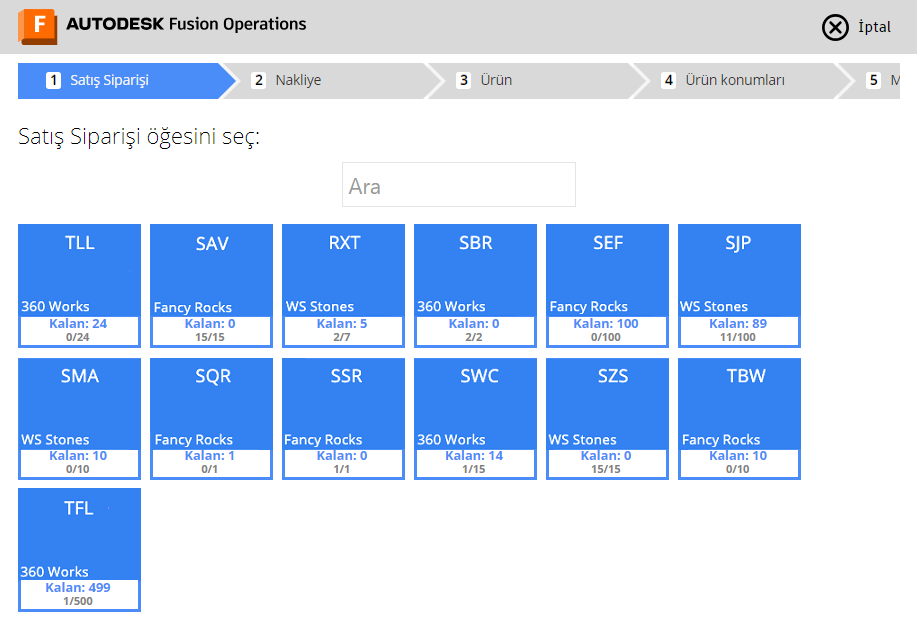 F AUTODESK Fusion Operations
İptal
1 Satış Siparişi 2 Nakliye 3 Ürün 4 Ürün konumları 5 M
Satış Siparişi öğesini seç:
Ara
TLL SAV RXT SBR SEF SJP
360 Works Fancy Rocks WS Stones 360 Works Fancy Rocks WS Stones
Kalan: 24 Kalan: 0 Kalan: 5 Kalan: 0 Kalan: 100 Kalan: 89
0/24 15/15 2/7 2/2 0/100 11/100
SMA SQR SSR SWC SZS TBW
WS Stones Fancy Rocks Fancy Rocks 360 Works WS Stones Fancy Rocks
Kalan: 10 Kalan: 1 Kalan: 0 Kalan: 14 Kalan: 0 Kalan: 10
0/10 0/1 1/1 1/15 15/15 0/10
TFL
360 Works
Kalan: 499
1/500